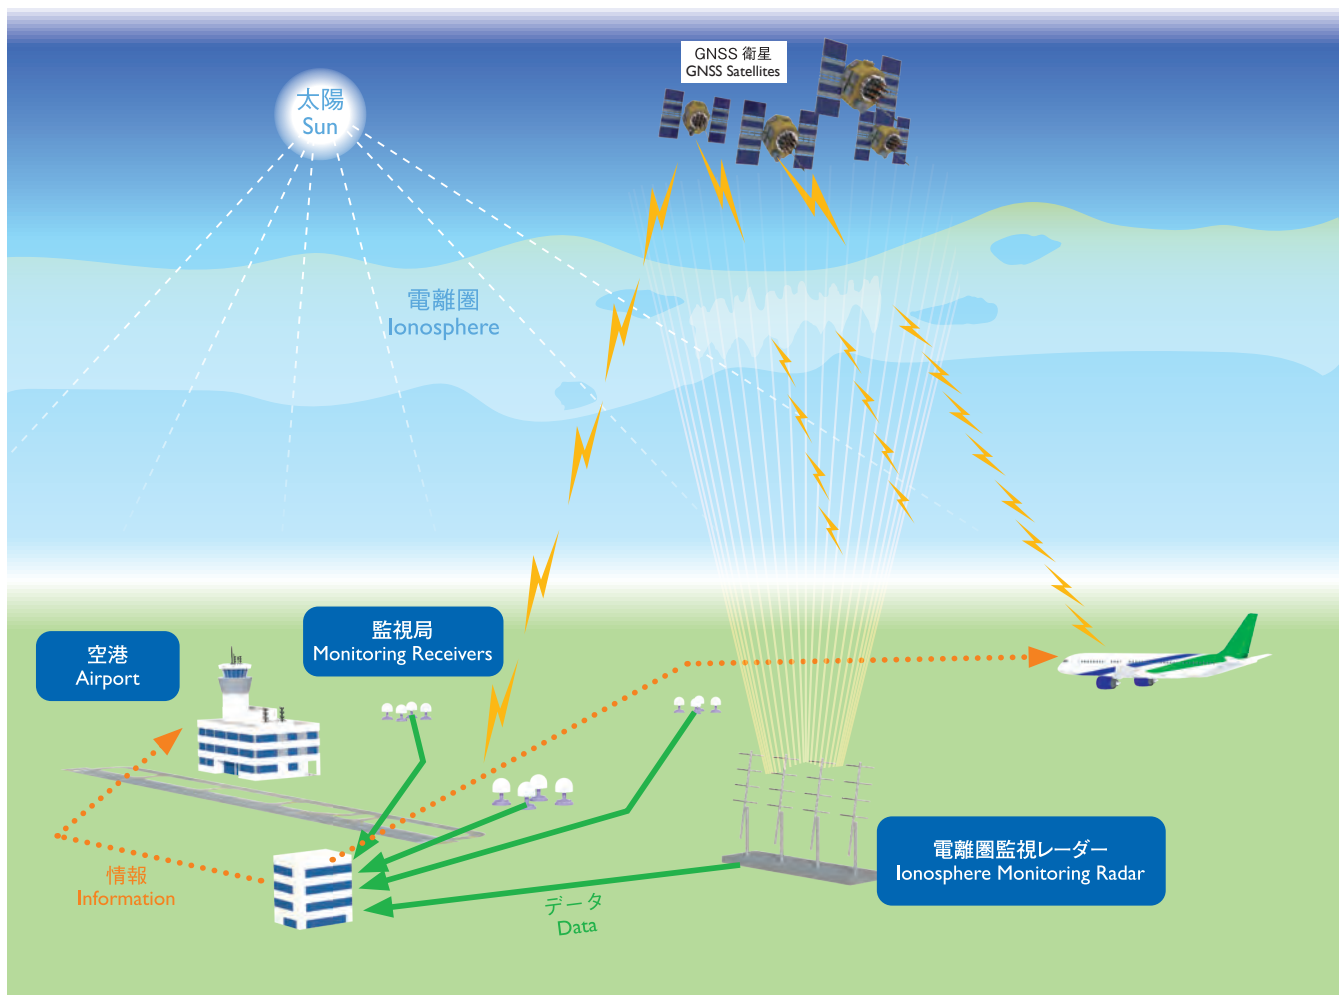 GNSS 衛星
GNSS Satellites
太陽
Sun
電離圏
Ionosphere
監視局
Monitoring Receivers
空港
Airport
電離圏監視レーダー
Ionosphere Monitoring Radar
情報
Information
データ
Data